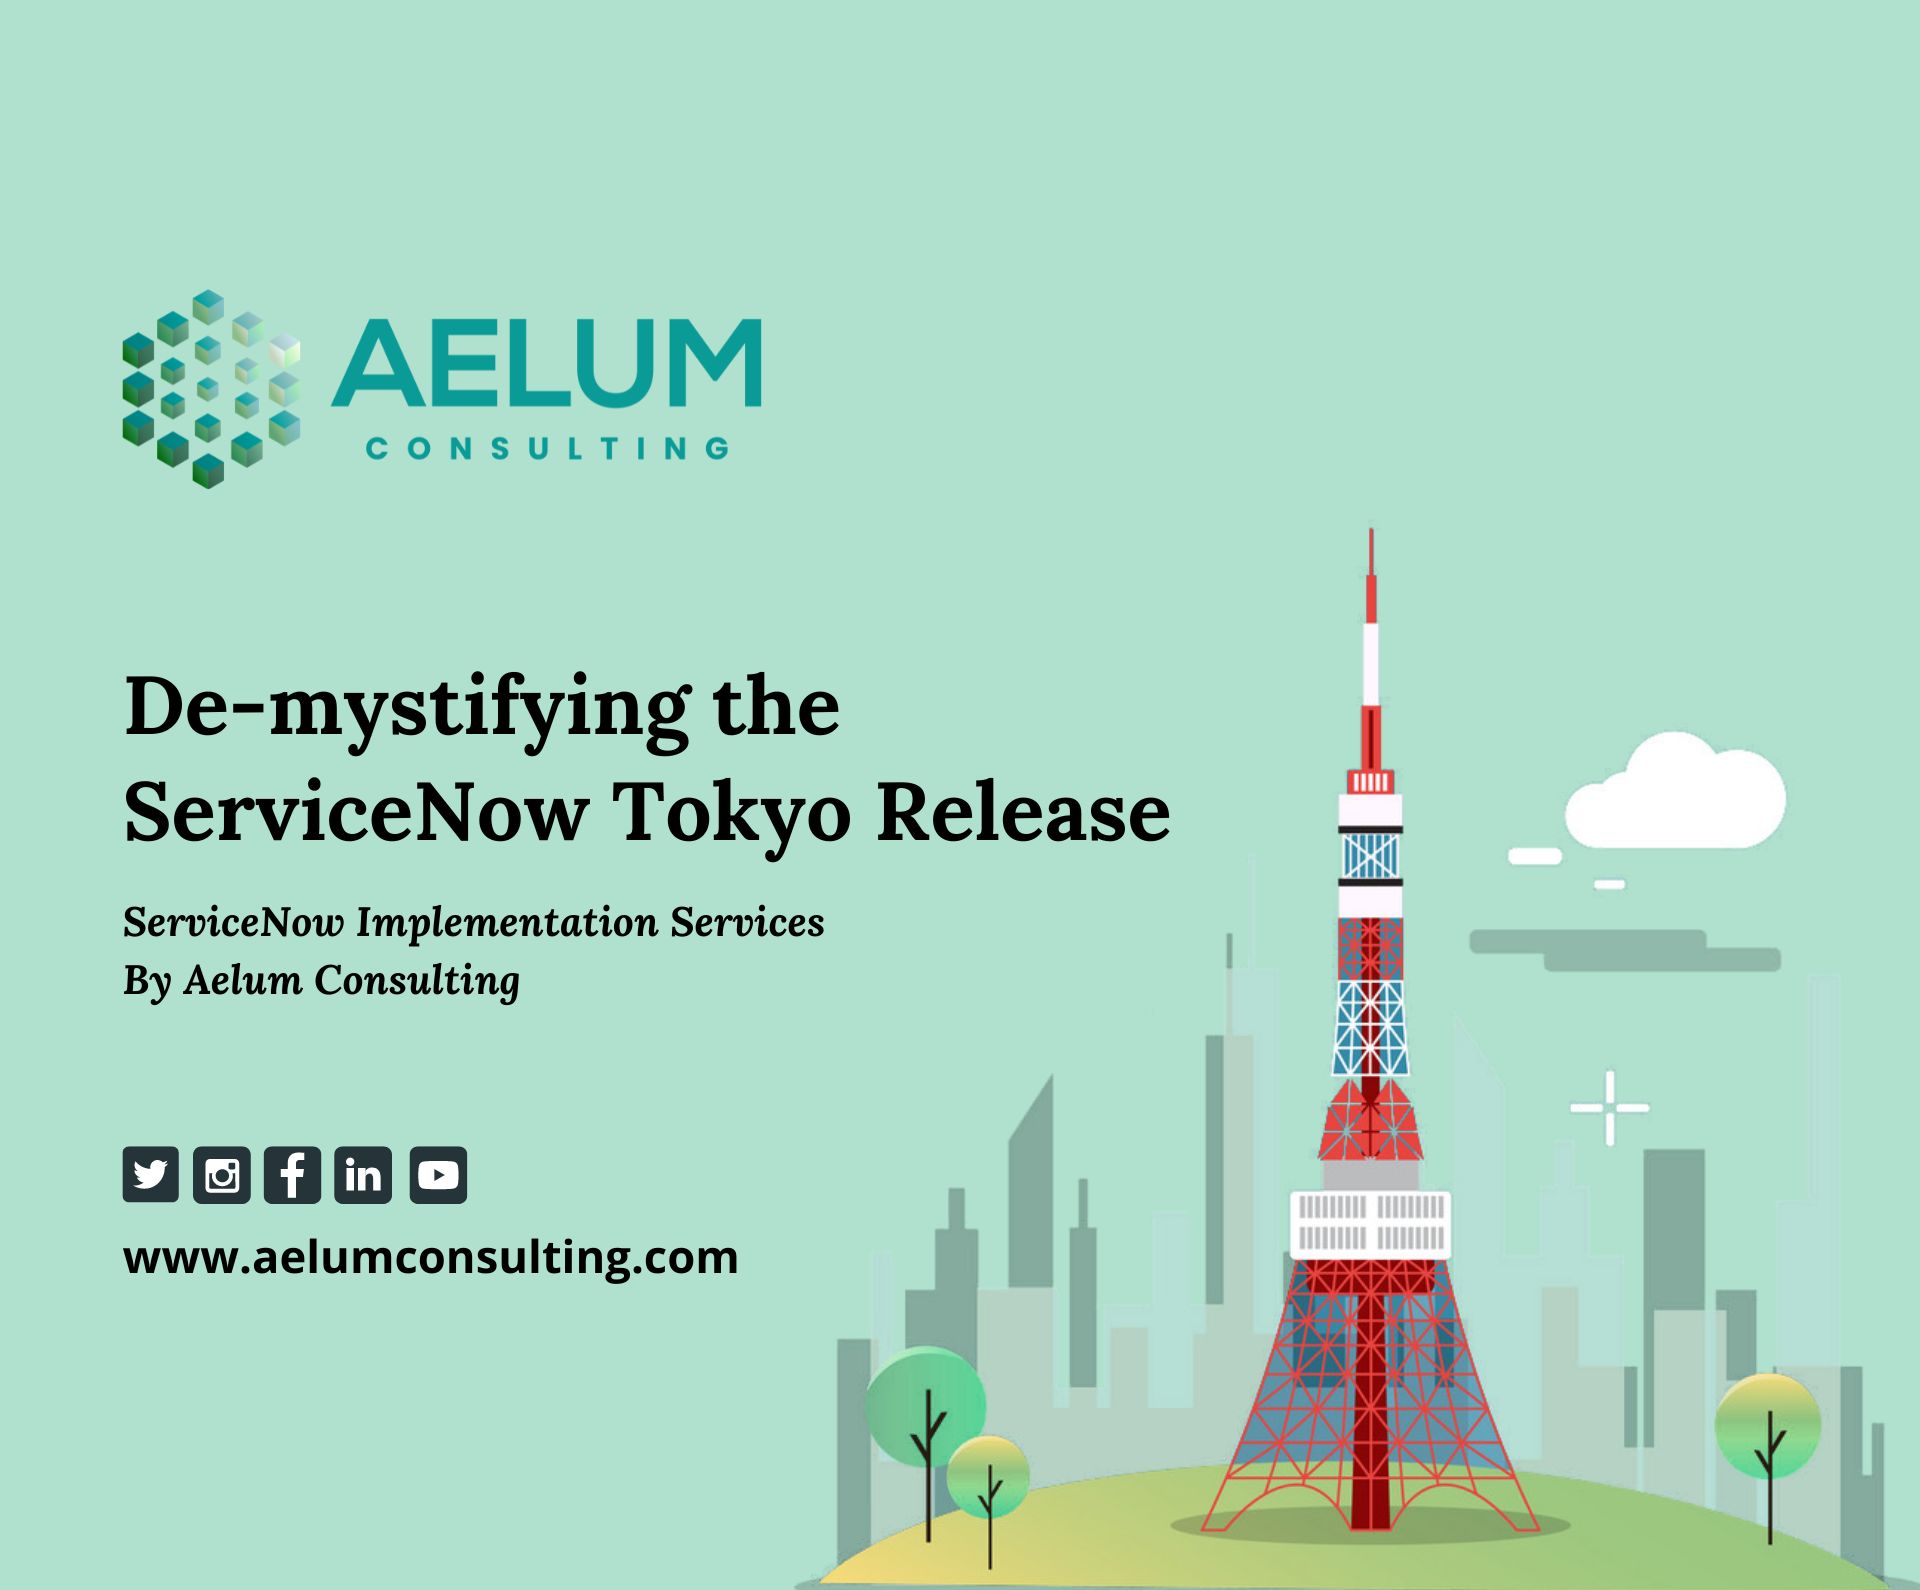 AELUM
CONSULTING
De-mystifying the
ServiceNow Tokyo Release
ServiceNow Implementation Services
By Aelum Consulting
www.aelumconsulting.com